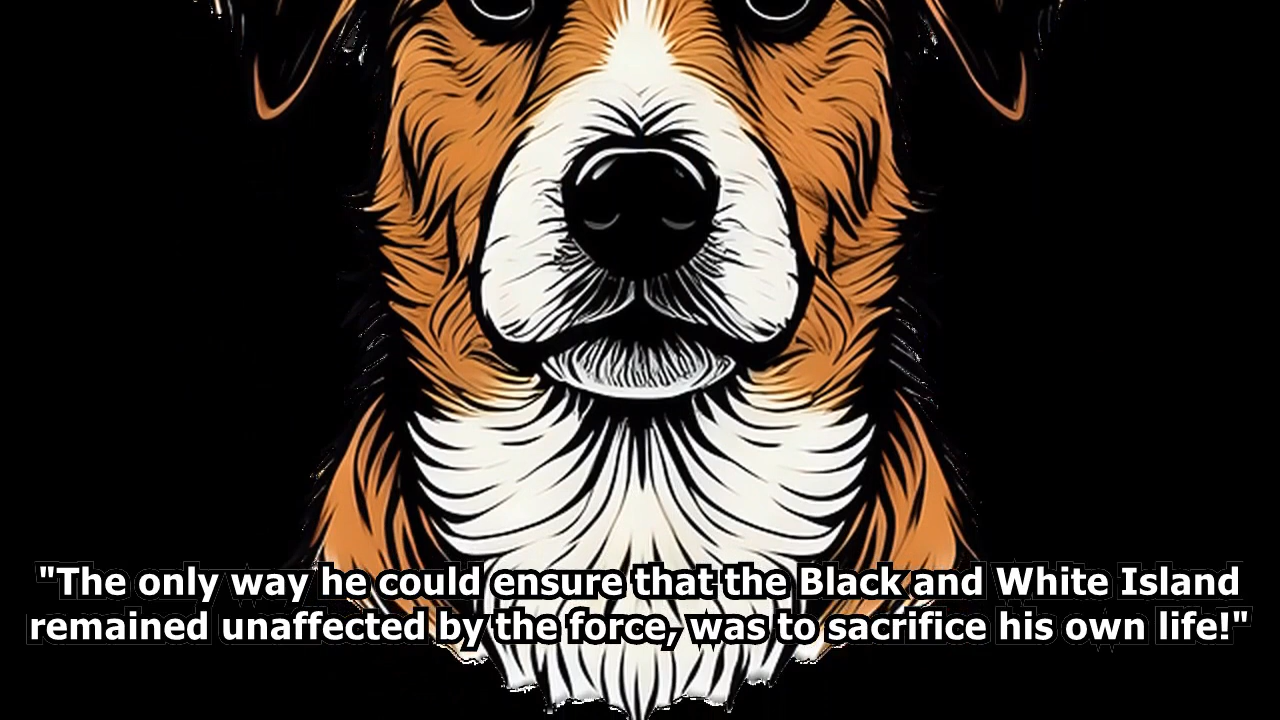 "The only way he could ensure that the Black and White Island
remained unaffected by the force, was to sacrifice his own life!"